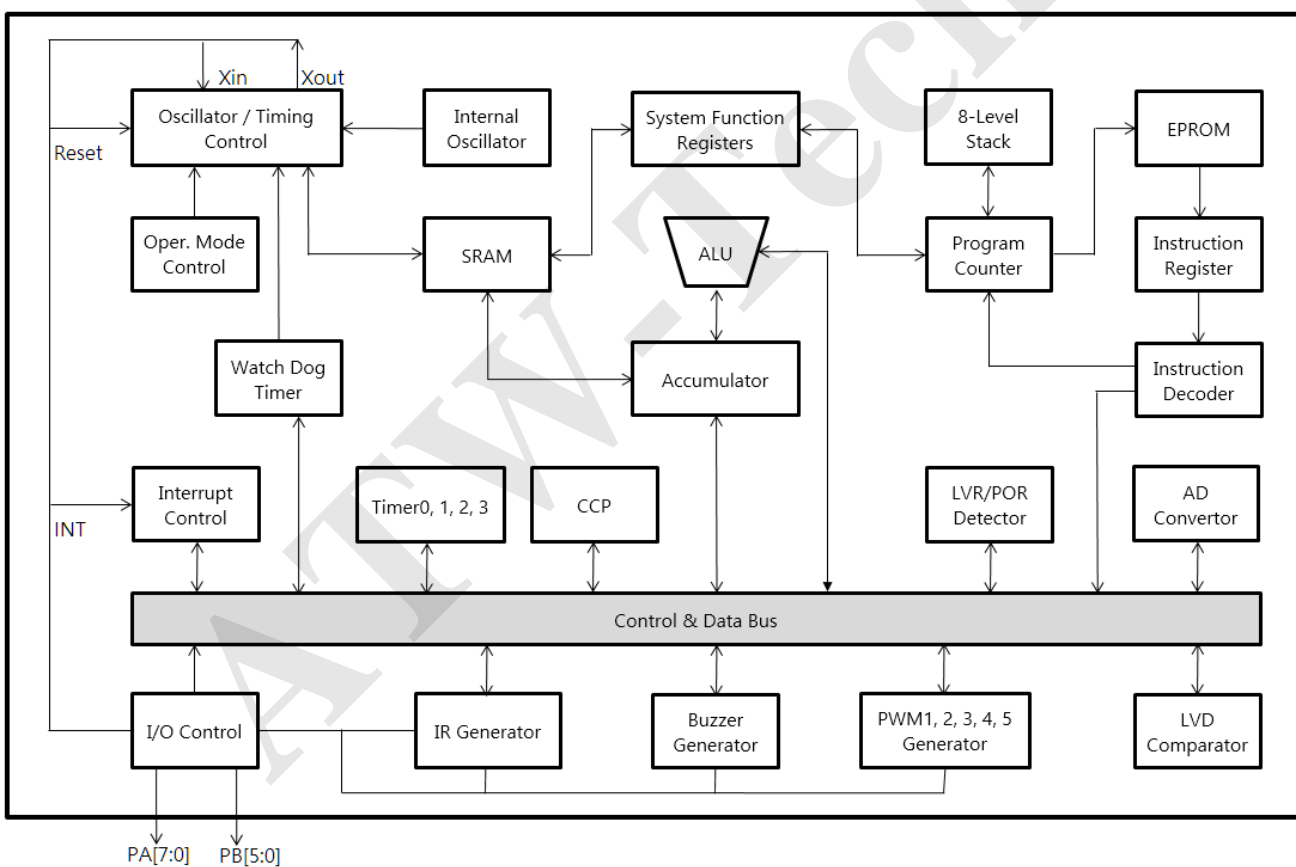 Xin
Xout
Oscillator / Timing
Control
Reset
Internal
Oscillator
System Function
Registers
8-Level
Stack
EPROM
Oper. Mode
Control
SRAM
ALU
Program
Counter
Instruction
Register
Watch Dog
Timer
Accumulator
Instruction
Decoder
Interrupt
Control
INT
Timer0, 1, 2, 3
CCP
LVR/POR
Detector
AD
Convertor
Control & Data Bus
I/O Control
IR Generator
Buzzer
Generator
PWM1, 2, 3, 4, 5
Generator
LVD
Comparator
PA[7:0]
PB[5:0]
ATW-Tech